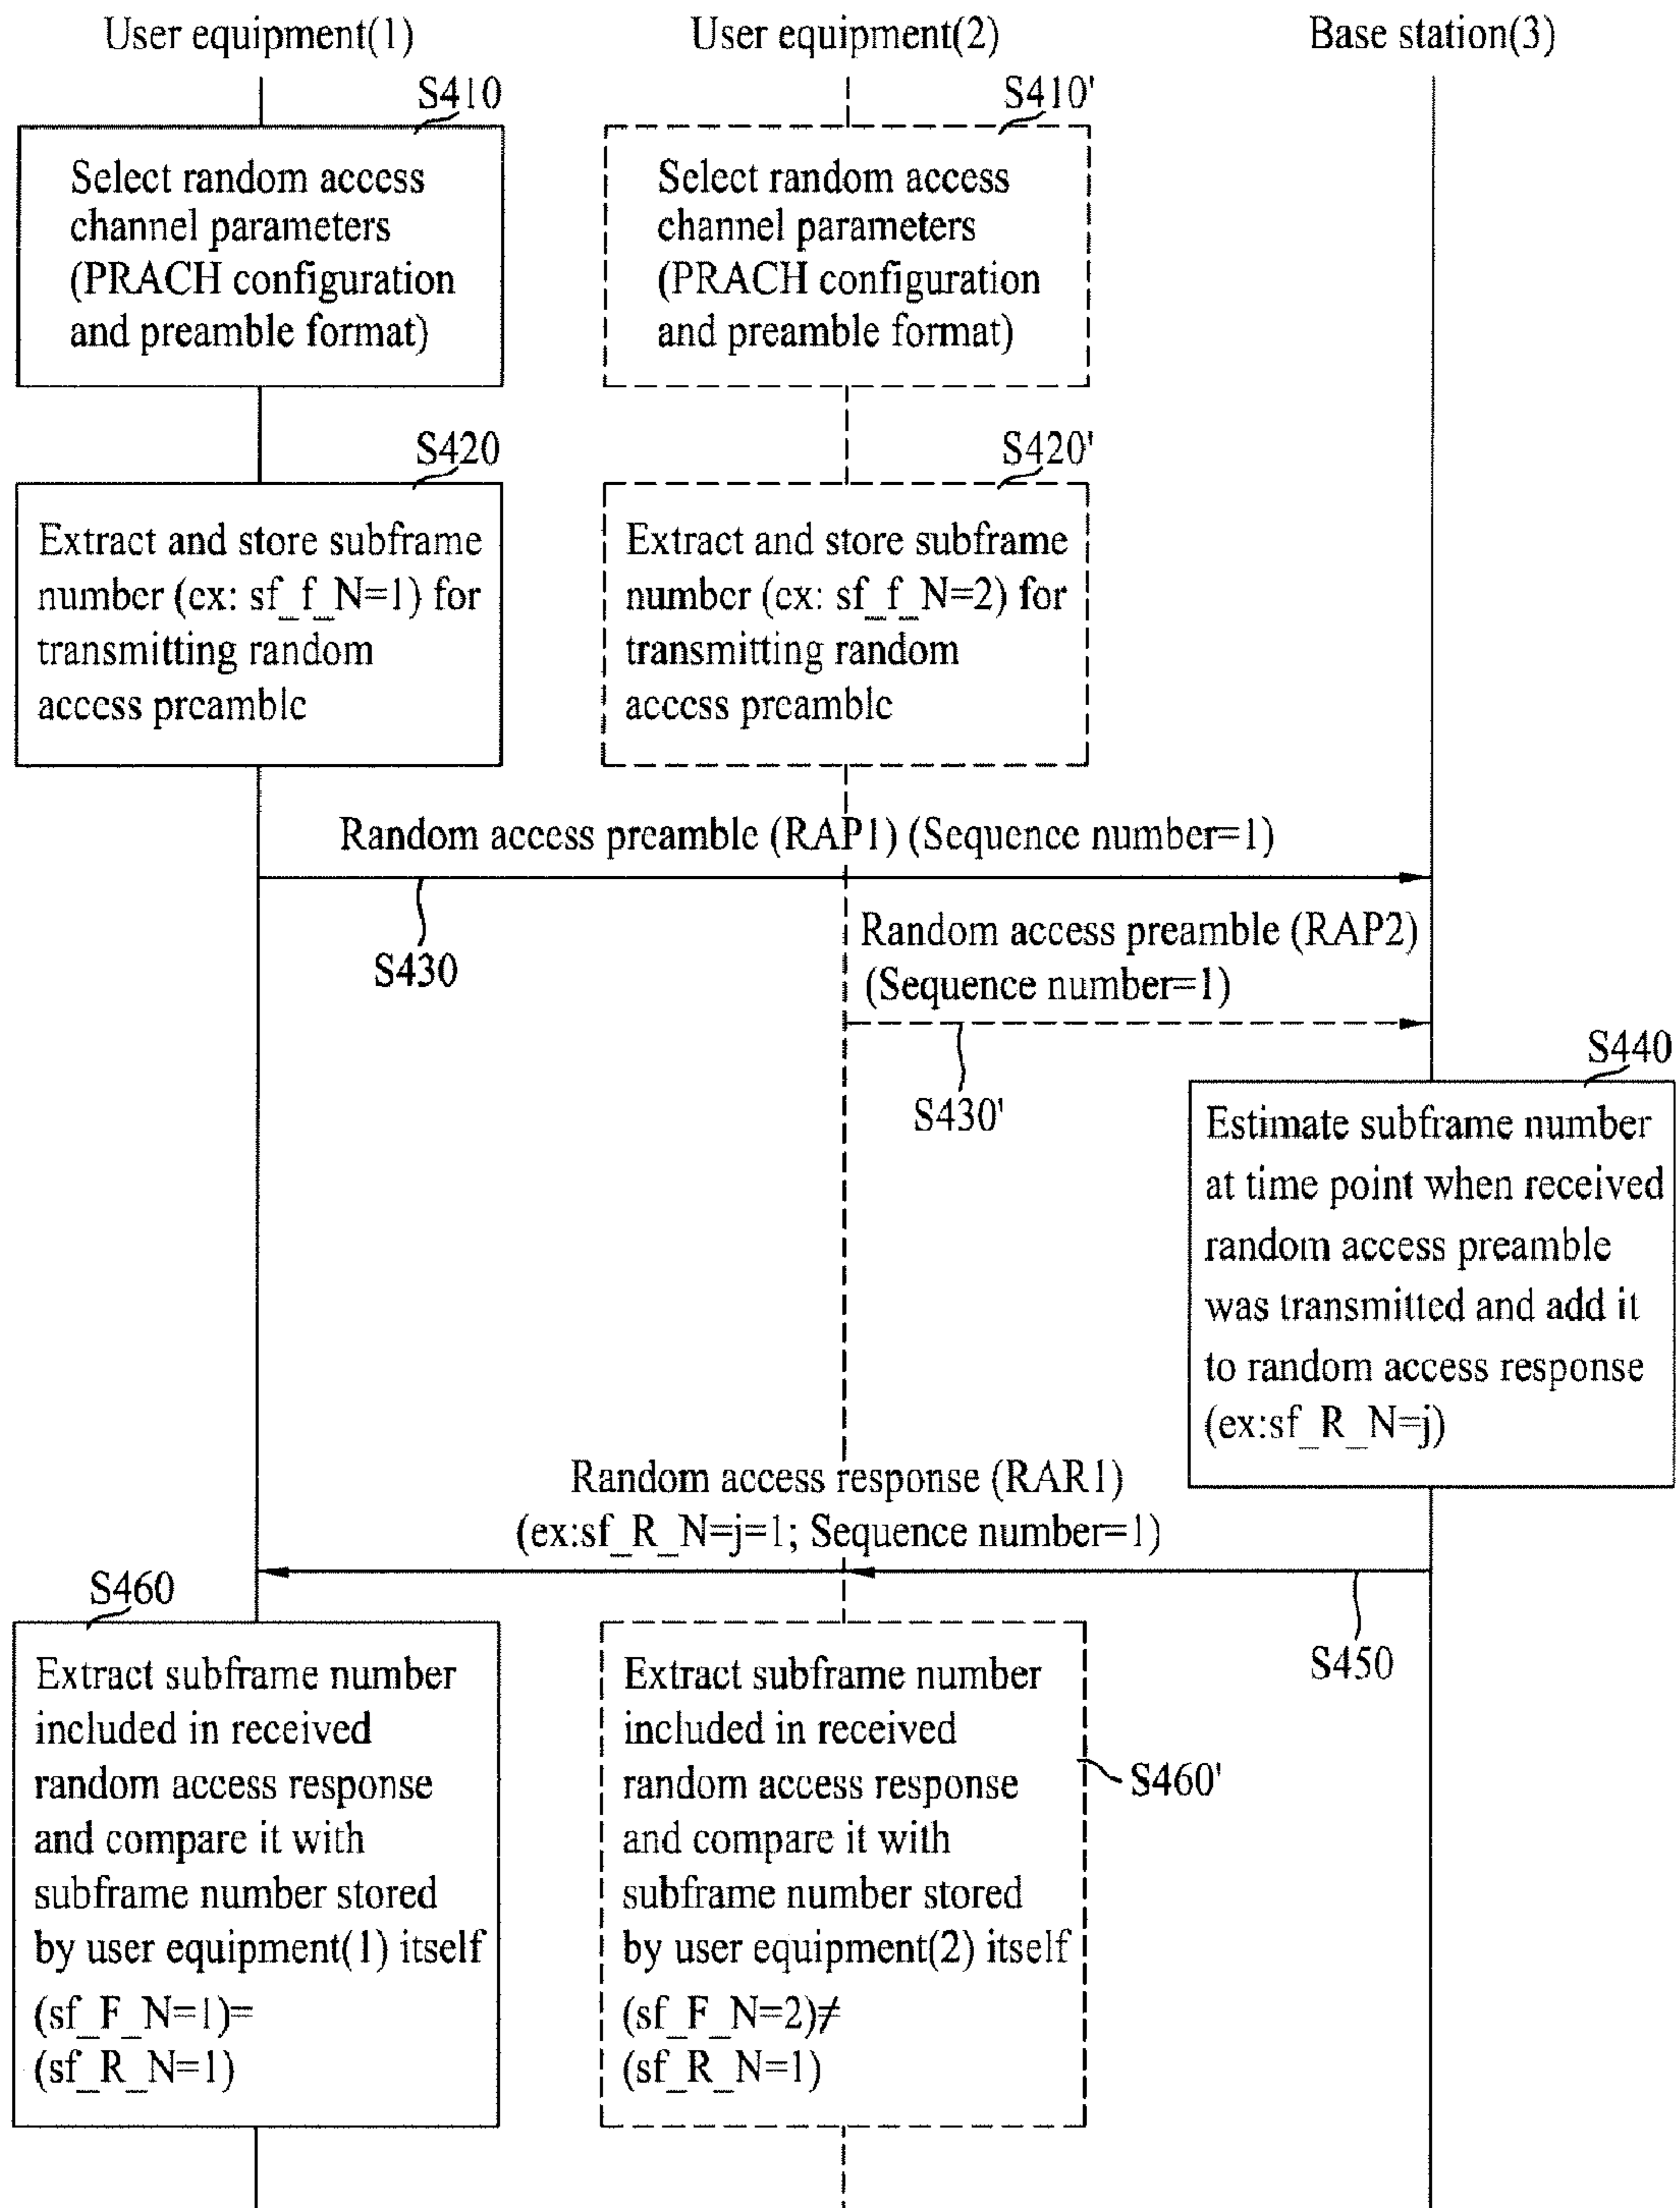 User equipment(1)
User equipment(2)
Base station(3)
S410
S410'
Select random access
channel parameters
(PRACH configuration
and preamble format)
Select random access
channel parameters
(PRACH configuration
and preamble format)
S420
S420'
Extract and store subframe
number (ex: sf_f_N=1) for
transmitting random
access preamble
Extract and store subframe
number (ex: sf_f_N=2) for
transmitting random
access preamble
Random access preamble (RAP1) (Sequence number=1)
S430
Random access preamble (RAP2)
(Sequence number=1)
S430'
S440
Estimate subframe number
at time point when received
random access preamble
was transmitted and add it
to random access response
(ex:sf_R_N=j)
Random access response (RAR1)
(ex:sf_R_N=j=1; Sequence number=1)
S450
S460
Extract subframe number
included in received
random access response
and compare it with
subframe number stored
by user equipment(1) itself
(sf_F_N=1)=
(sf_R_N=1)
Extract subframe number
included in received
random access response
and compare it with
subframe number stored
by user equipment(2) itself
(sf_F_N=2)≠
(sf_R_N=1)
S460'